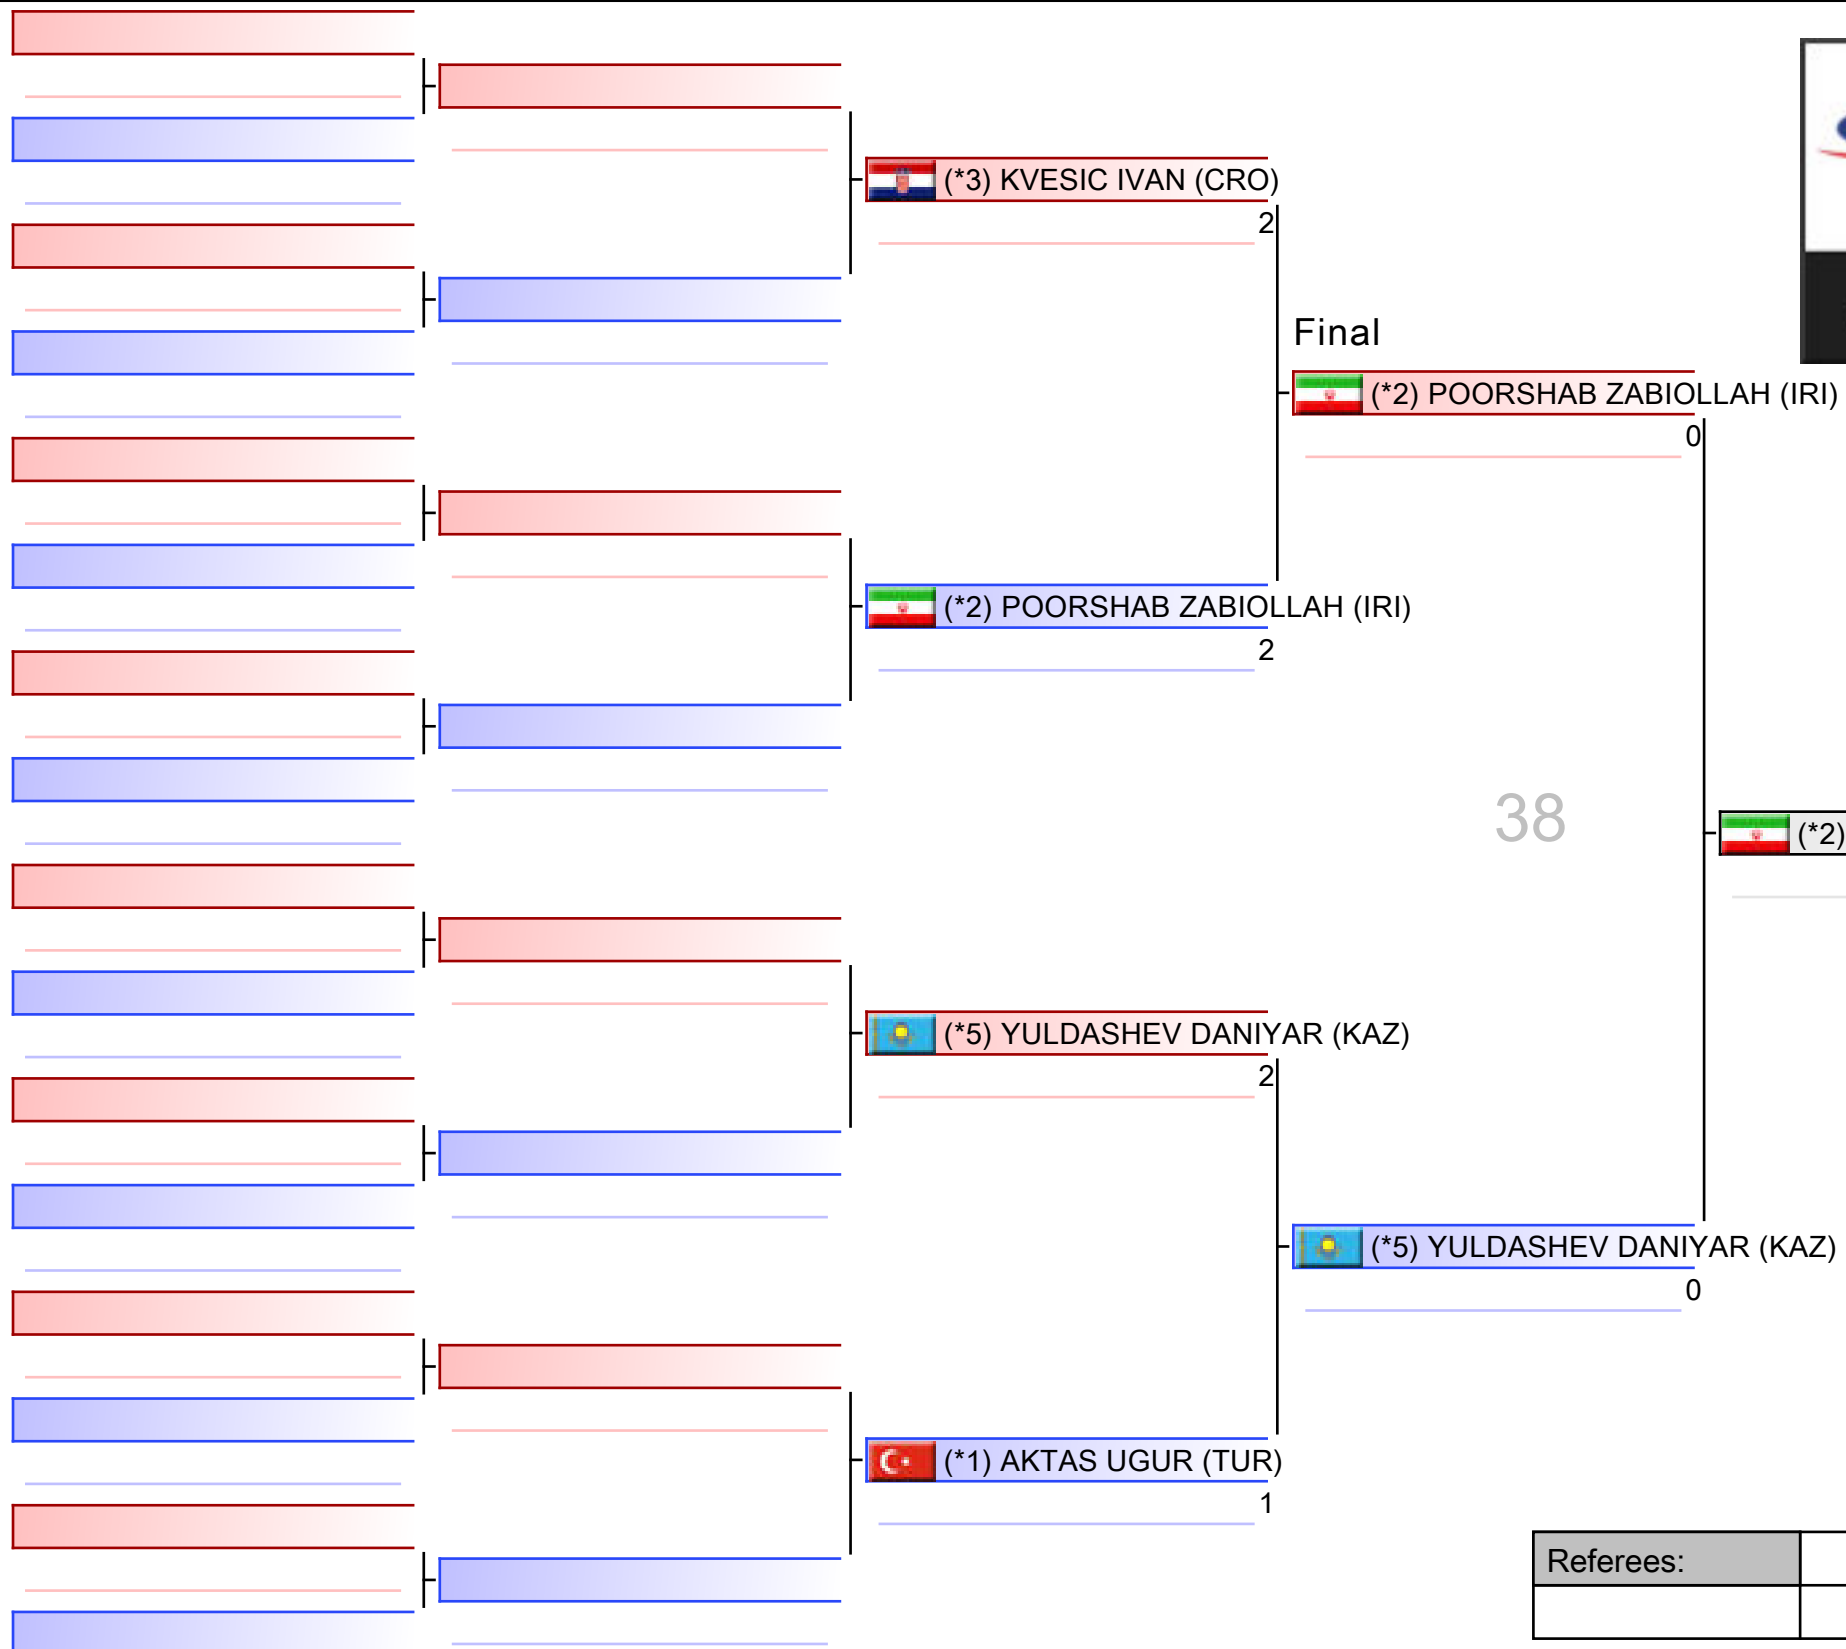 (*3) KVESIC IVAN (CRO)
2
Final
(*2) POORSHAB ZABIOLLAH (IRI)
0
(*2) POORSHAB ZABIOLLAH (IRI)
2
38
(*2)
(*5) YULDASHEV DANIYAR (KAZ)
2
(*5) YULDASHEV DANIYAR (KAZ)
0
(*1) AKTAS UGUR (TUR)
1
Referees: